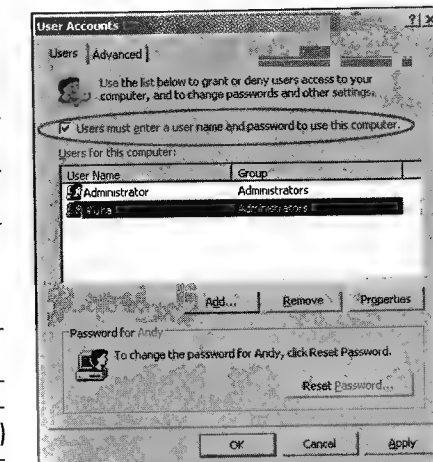 User Accounts ? X
Users Advanced
Use the list below to grant or deny users access to your
computer, and to change passwords and other settings.
Users must enter a user name and password to use this computer.
Users for this computer:
User Name Group
Administrator Administrators
Administrators
Add... Remove Properties
Password for Andy
To change the password for Andy, click Reset Password.
Reset Password...
OK Cancel Apply